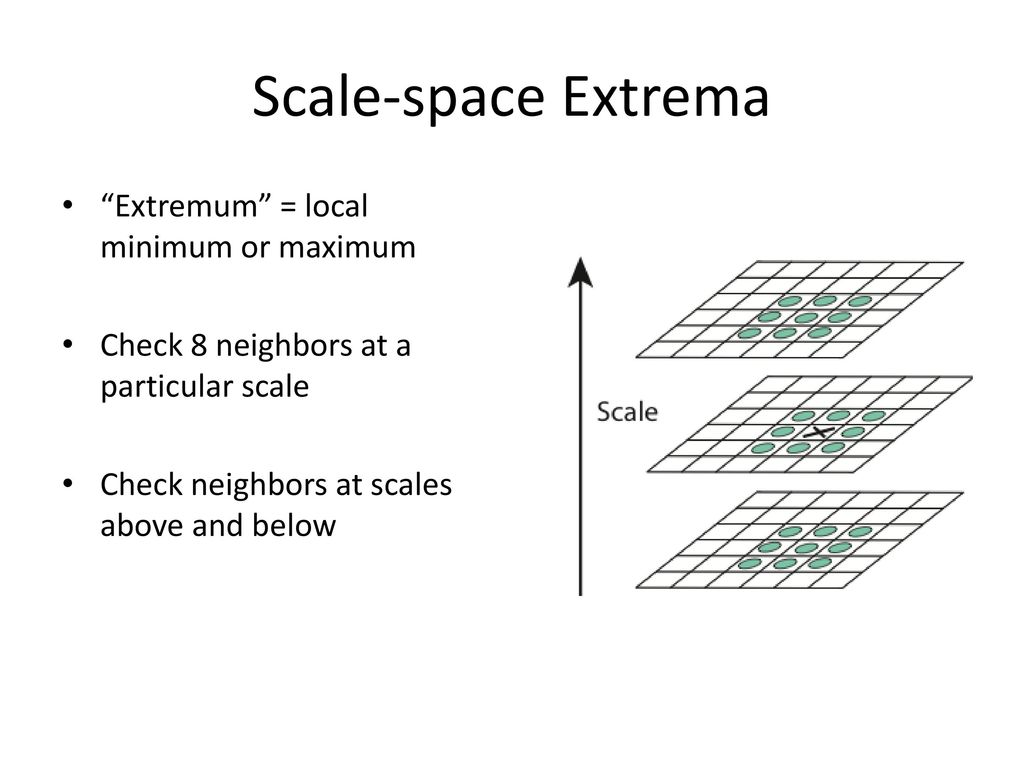 Scale-space Extrema
• “Extremum” = local
minimum or maximum
• Check 8 neighbors at a
particular scale
• Check neighbors at scales
above and below
Scale